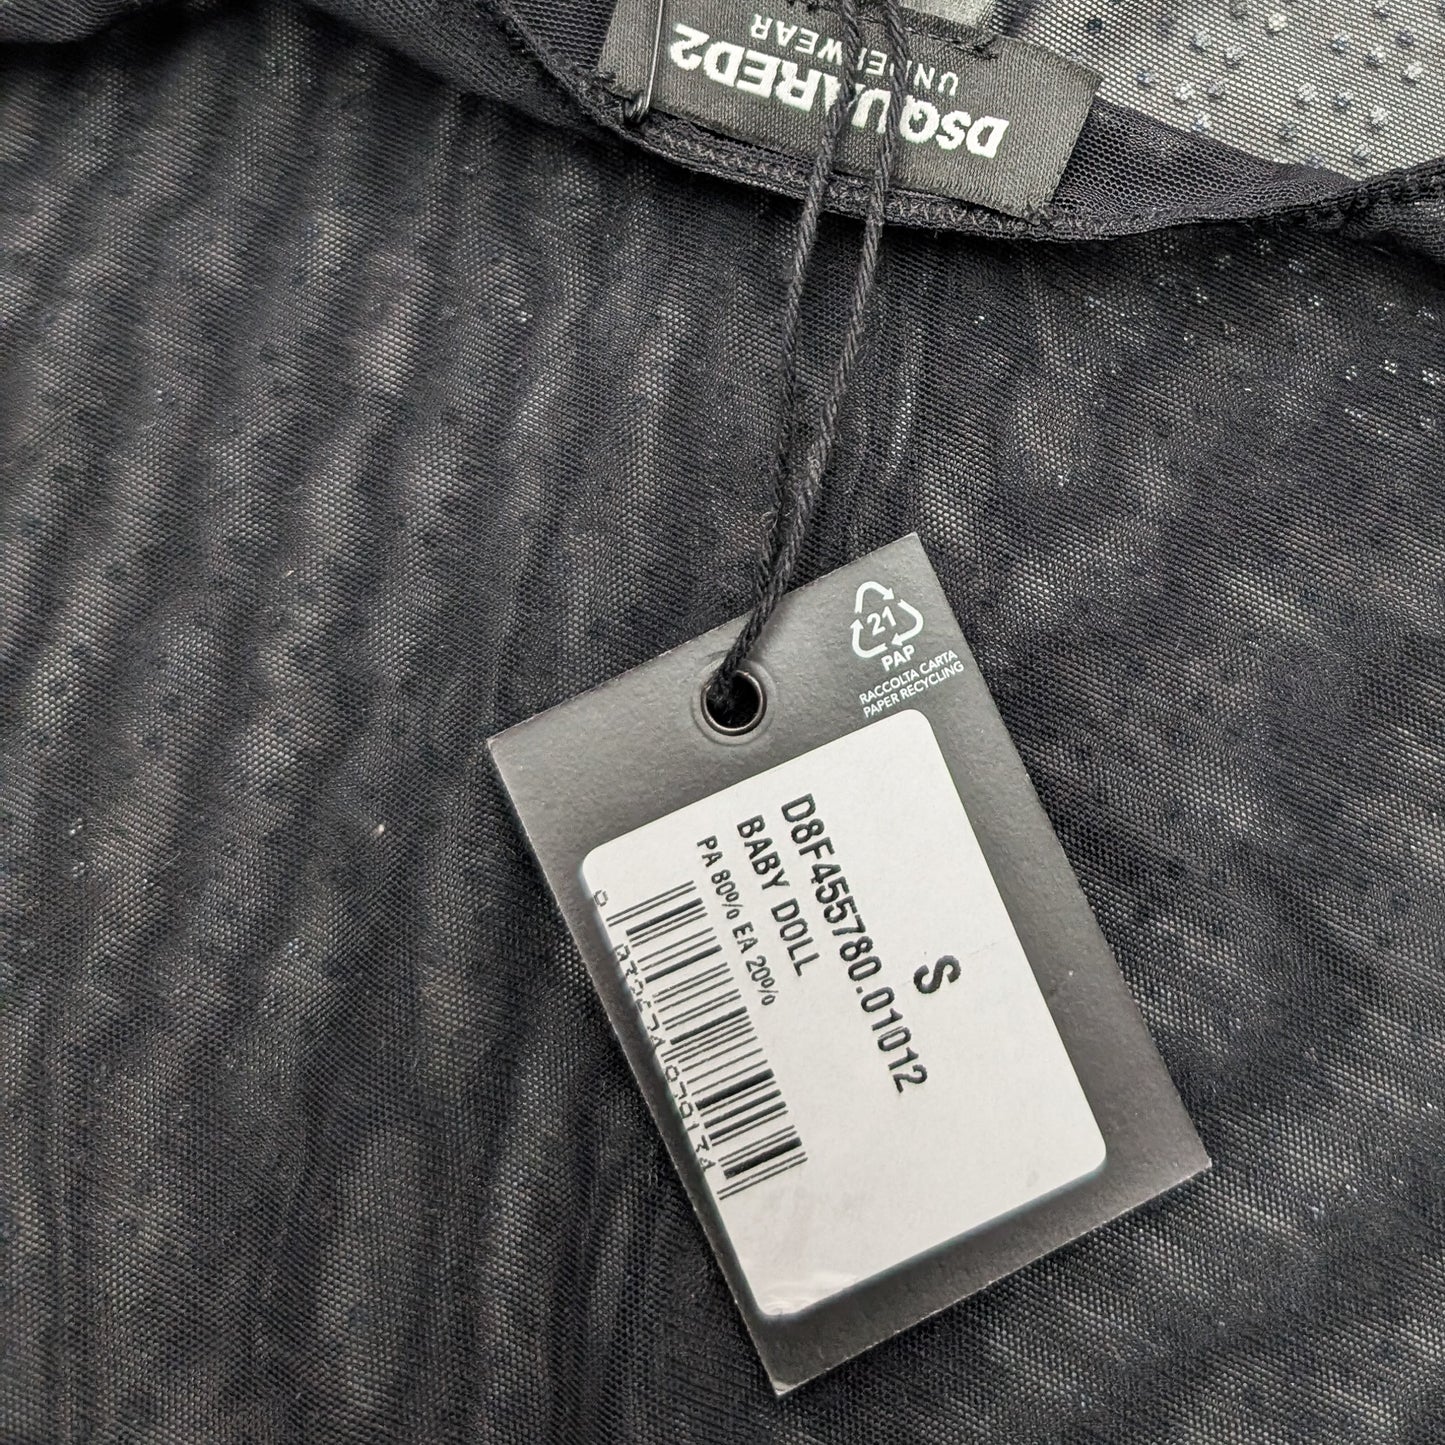 DSQUARED2
UNDERWEAR
21
PAP
RACCOLTA CARTA
PAPER RECYCLING
S
D8F455780.01012
BABY DOLL
PA 80% EA 20%